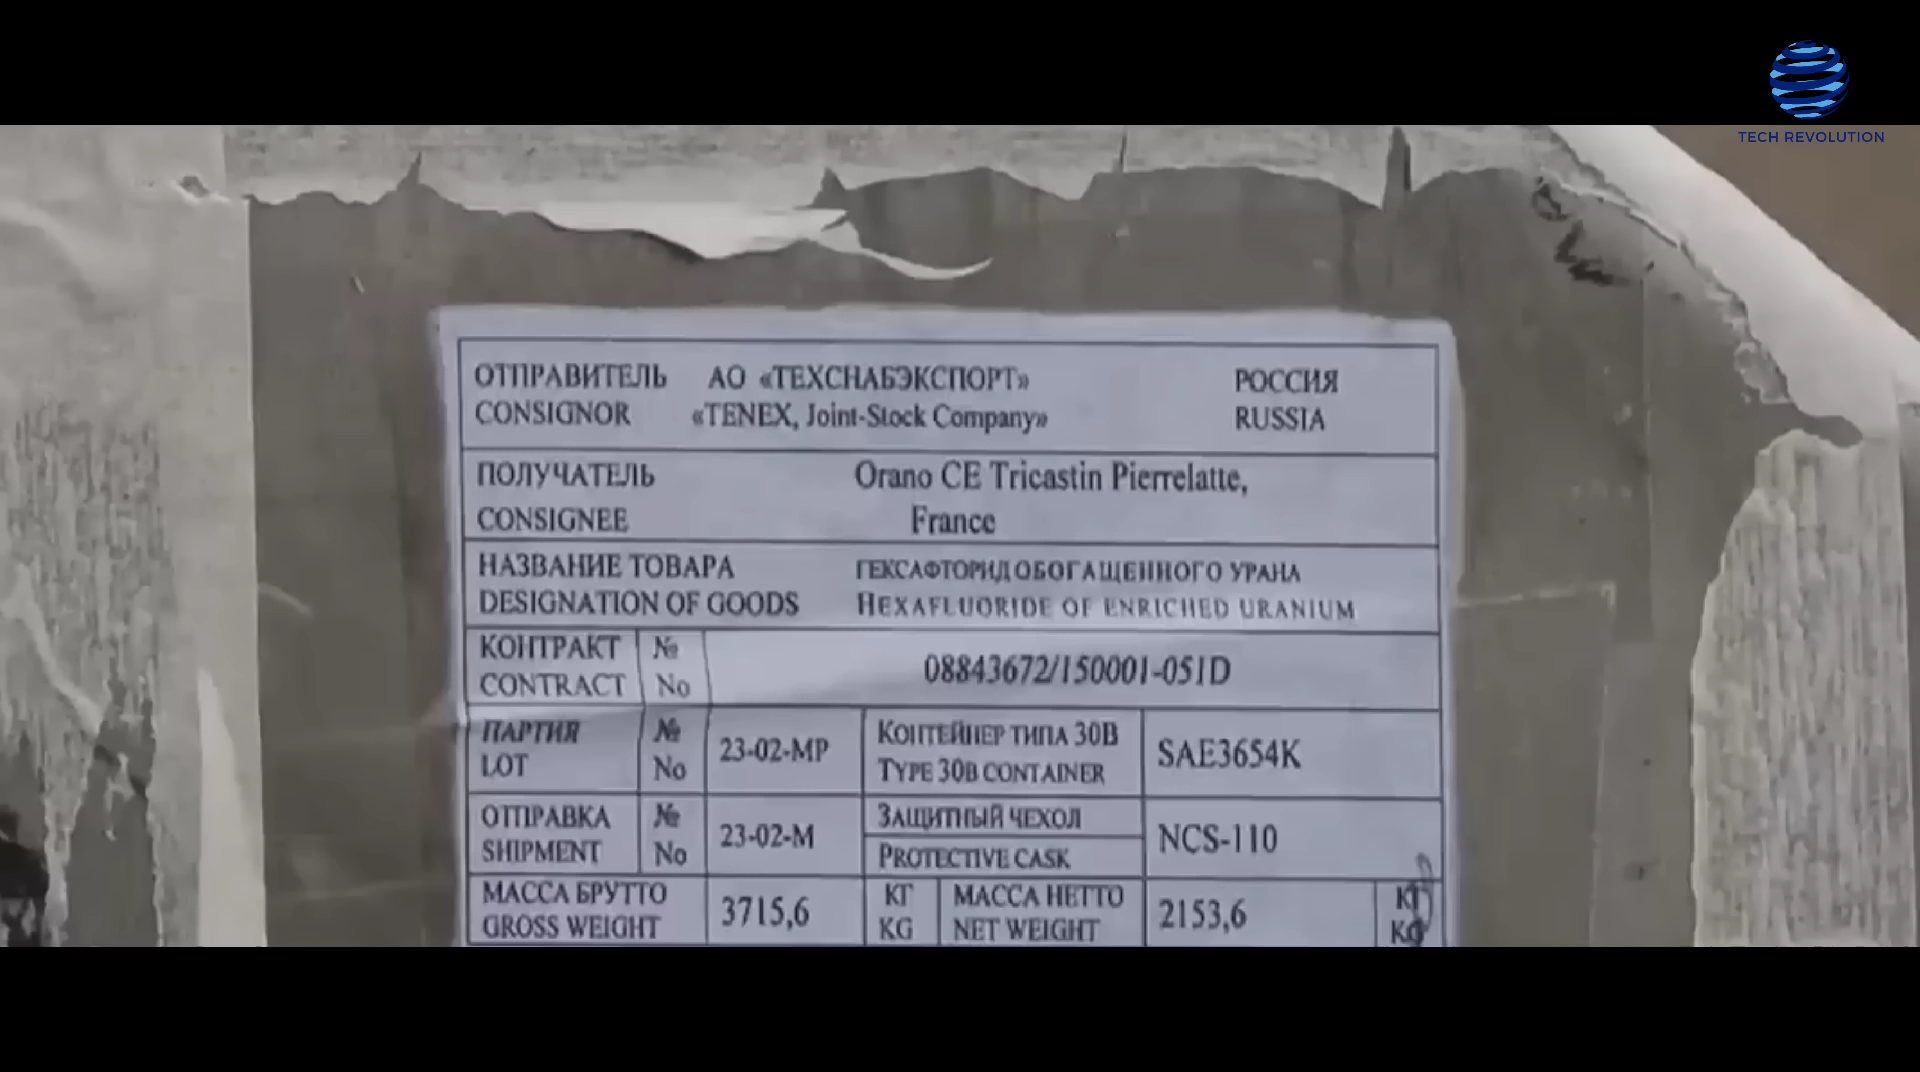 TECH REVOLUTION
ОТПРАВИТЕЛЬ АО «ТЕХСНАБЭКСПОРТ» РОССИЯ
CONSIGNOR «TENEX, Joint-Stock Company» RUSSIA
ПОЛУЧАТЕЛЬ Orano CE Tricastin Pierrelatte,
CONSIGNEE France
НАЗВАНИЕ ТОВАРА ГЕКСАФТОРИД ОБОГАЩЕННОГО УРАНА
DESIGNATION OF GOODS HEXAFLUORIDE OF ENRICHED URANIUM
КОНТРАКТ № 08843672/150001-051D
CONTRACT No
ПАРТИЯ № 23-02-MP КОНТЕЙНЕР ТИПА 30В SAE3654K
LOT No TYPE 30B CONTAINER
ОТПРАВКА № 23-02-M ЗАЩИТНЫЙ ЧЕХОЛ NCS-110
SHIPMENT No PROTECTIVE CASK
МАССА БРУТТО 3715,6 КГ МАССА НЕТТО 2153,6 КГ
GROSS WEIGHT KG NET WEIGHT KG